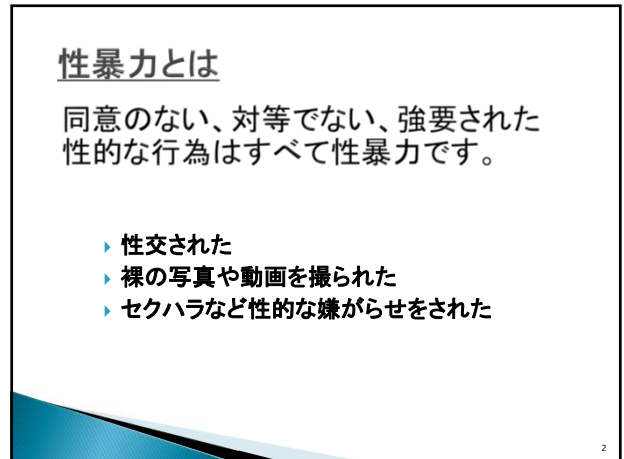 性暴力とは
同意のない、対等でない、強要された
性的な行為はすべて性暴力です。
性交された
裸の写真や動画を撮られた
セクハラなど性的な嫌がらせをされた
2